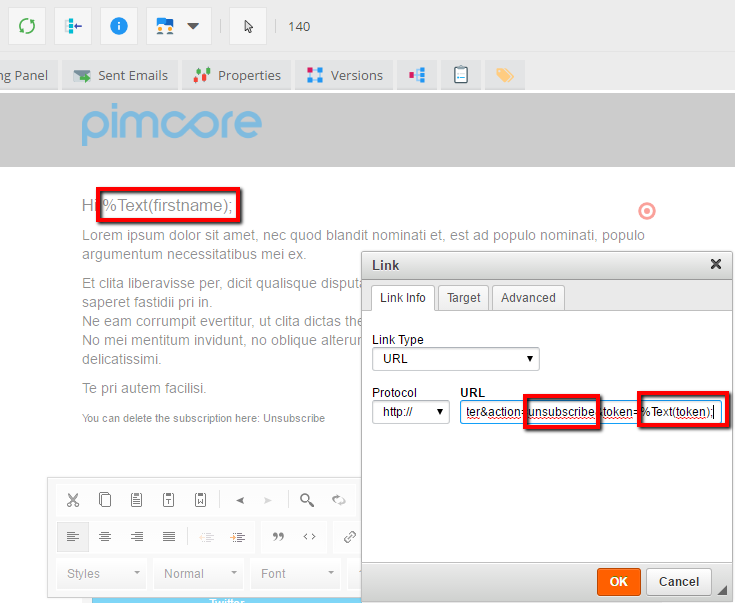 140
ng Panel
Sent Emails
Properties
Versions
pimcore
Hi %Text(firstname);
Lorem ipsum dolor sit amet, nec quod blandit nominati et, est ad populo nominati, populo
argumentum necessitatibus mei ex.
Et clita liberavisse per, dicit qualisque disputa
saperet fastidii pri in.
Ne eam corrumpit evertitur, ut clita dictas the
No mei mentitum invidunt, no oblique alterum
delicatissimi.
Te pri autem facilisi.
You can delete the subscription here: Unsubscribe
Link
Link Info
Target
Advanced
Link Type
URL
Protocol
URL
http://
ter&action=unsubscribe&token=%Text(token);
OK
Cancel
Styles
Normal
Font
Twitter